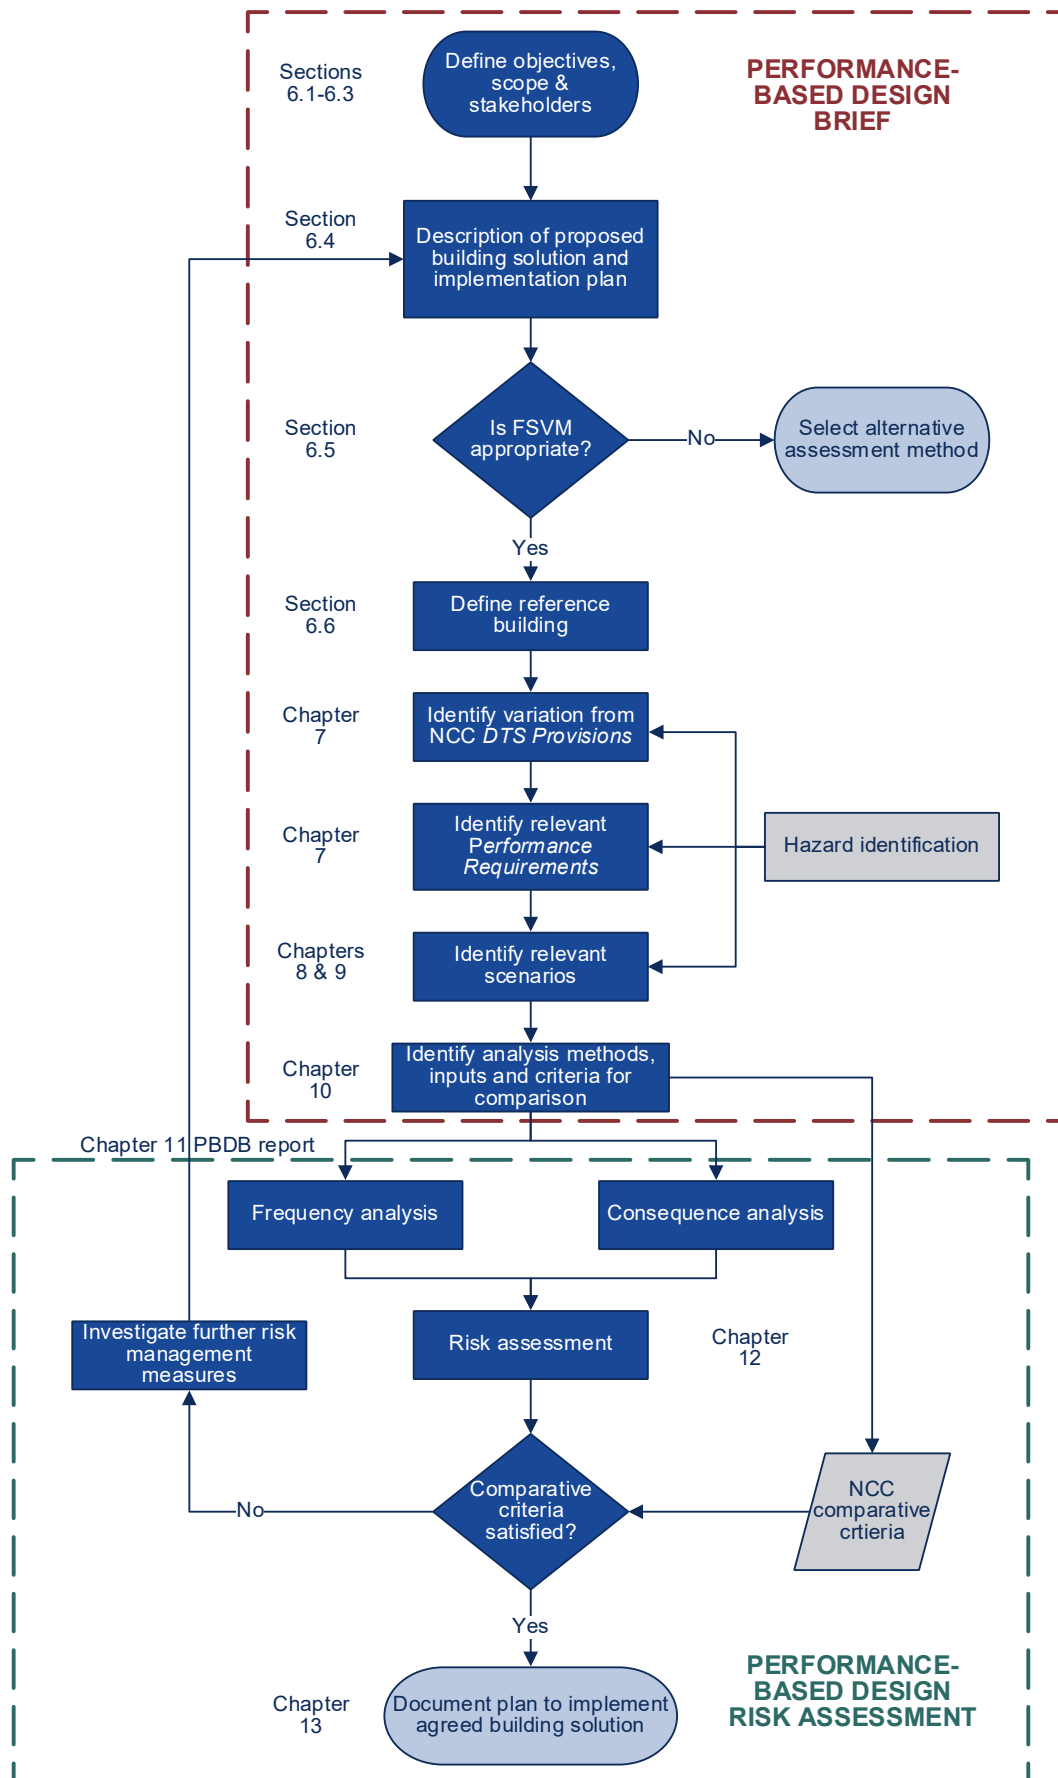 Sections
6.1-6.3
Define objectives,
scope &
stakeholders
PERFORMANCE-
BASED DESIGN
BRIEF
Section
6.4
Description of proposed
building solution and
implementation plan
Section
6.5
Is FSVM
appropriate?
No
Select alternative
assessment method
Yes
Section
6.6
Define reference
building
Chapter
7
Identify variation from
NCC DTS Provisions
Chapter
7
Identify relevant
Performance
Requirements
Hazard identification
Chapters
8 & 9
Identify relevant
scenarios
Chapter
10
Identify analysis methods,
inputs and criteria for
comparison
Chapter 11 PBDB report
Frequency analysis
Consequence analysis
Investigate further risk
management
measures
Risk assessment
Chapter
12
No
Comparative
criteria
satisfied?
NCC
comparative
crtieria
Yes
Chapter
13
Document plan to implement
agreed building solution
PERFORMANCE-
BASED DESIGN
RISK ASSESSMENT